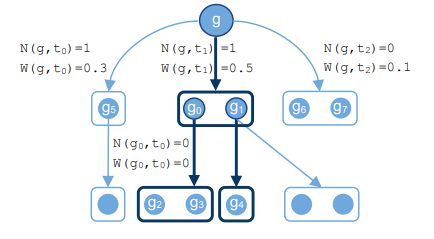 g
N(g,t₀)=1
W(g,t₀)=0.3
N(g,t₁)=1
W(g,t₁)=0.5
N(g,t₂)=0
W(g,t₂)=0.1
g₅
g₀
g₁
g₆
g₇
N(g₀,t₀)=0
W(g₀,t₀)=0
g₂
g₃
g₄